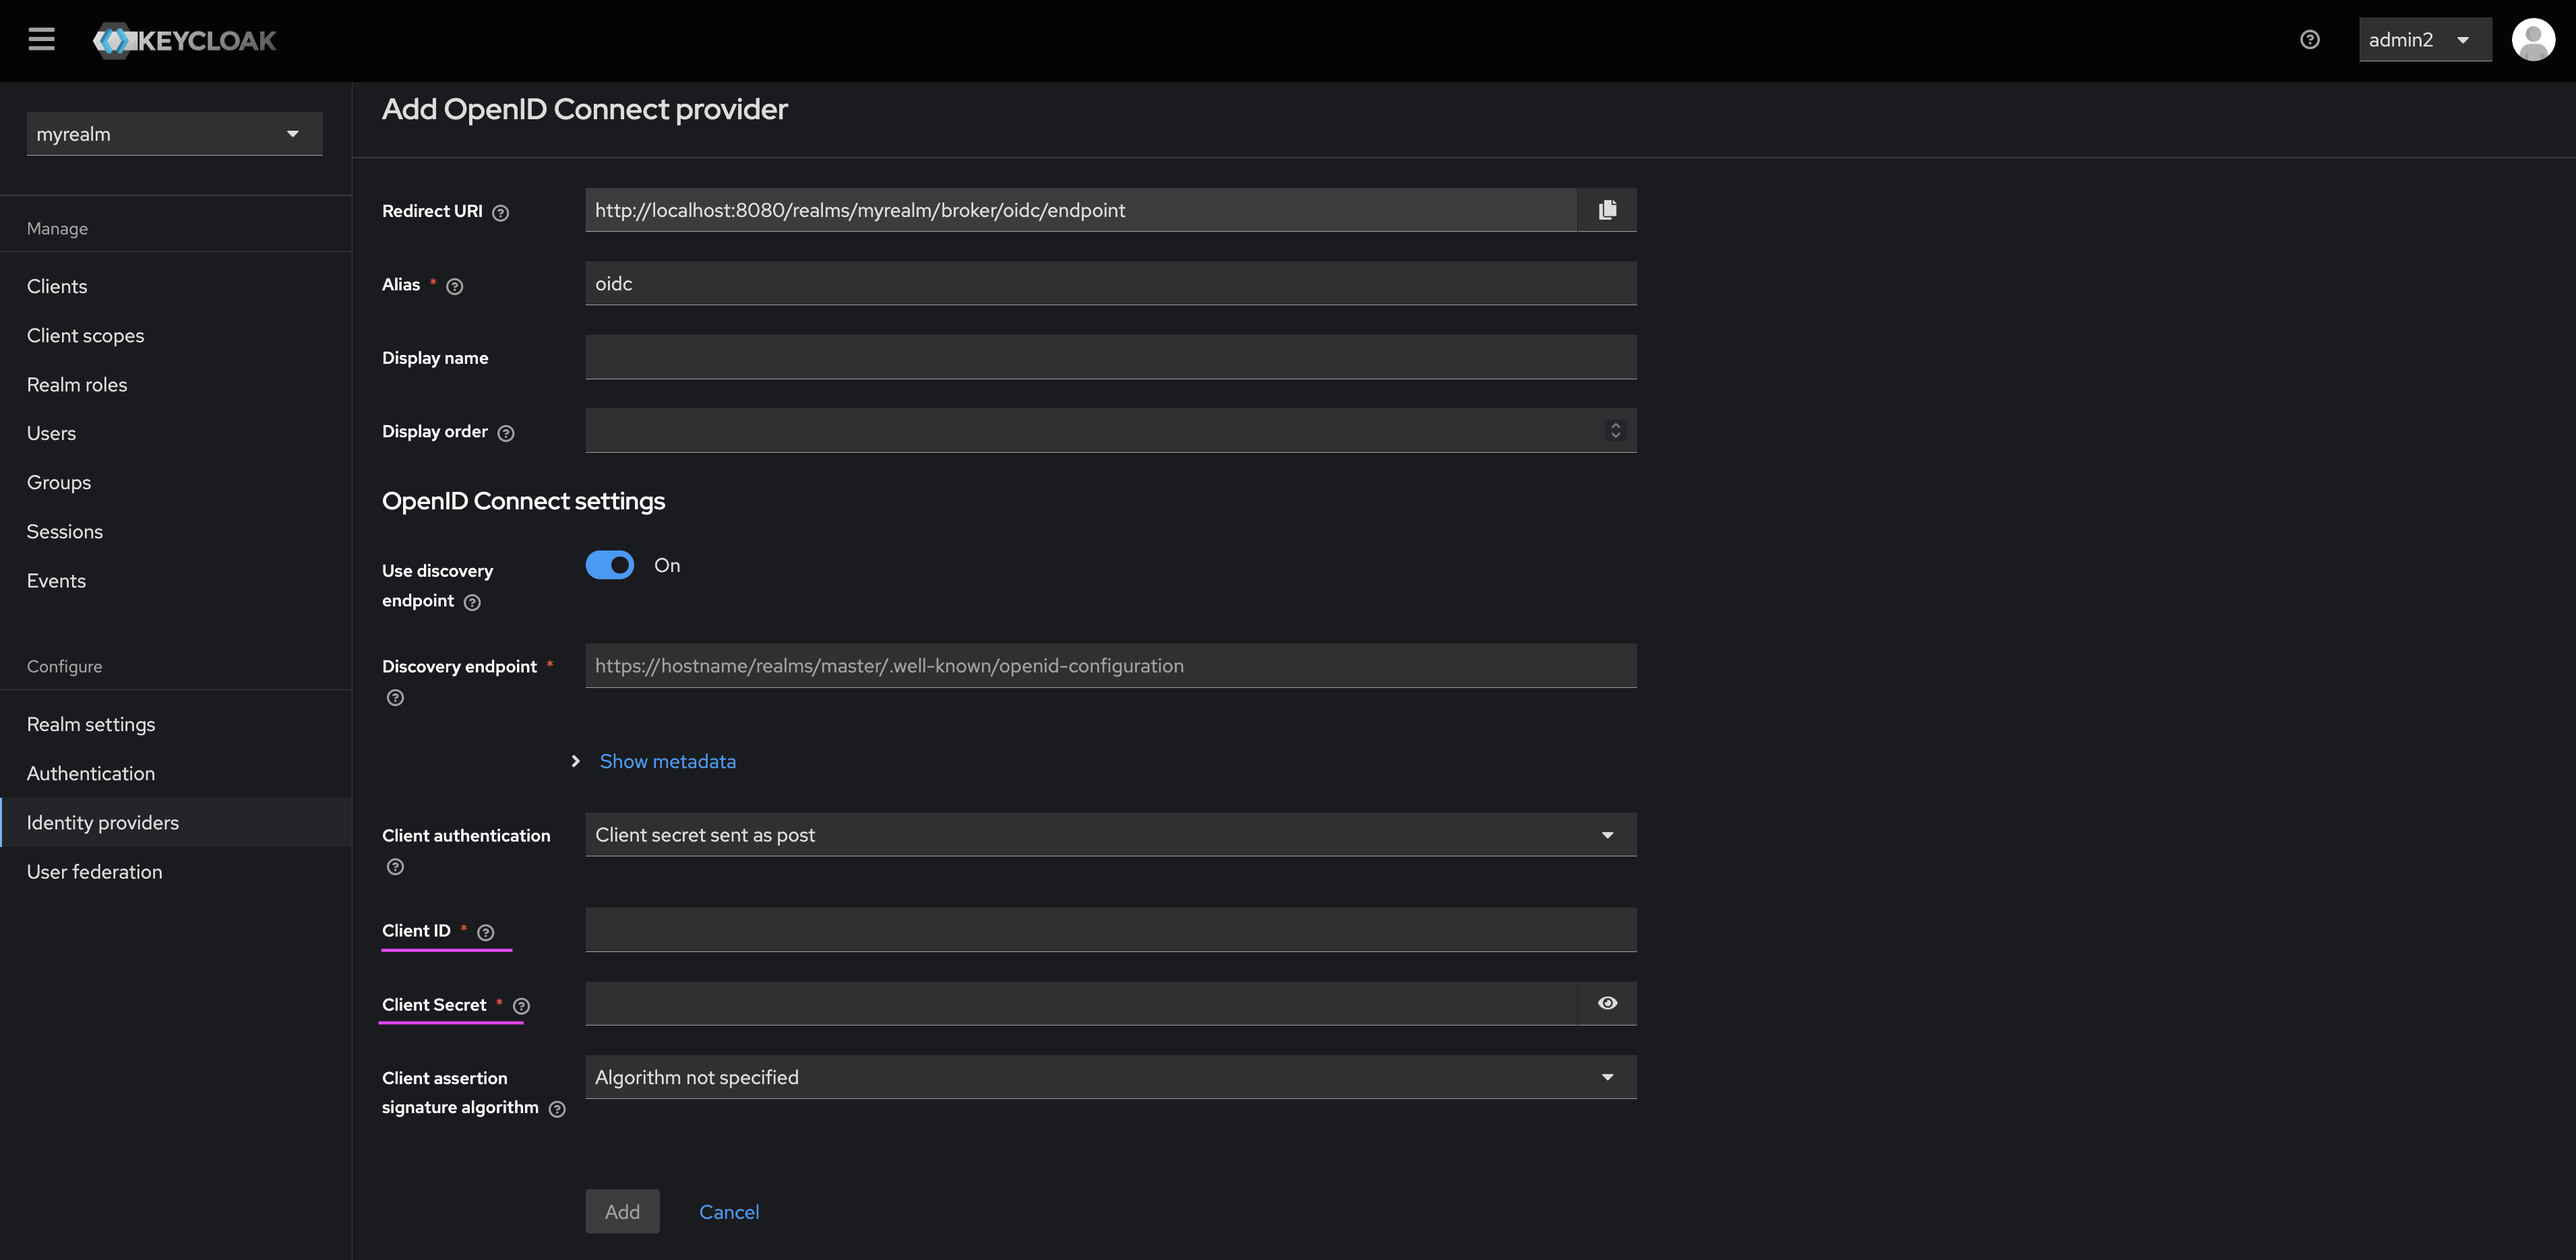 KEYCLOAK
admin2
myrealm
Manage
Clients
Client scopes
Realm roles
Users
Groups
Sessions
Events
Configure
Realm settings
Authentication
Identity providers
User federation
Add OpenID Connect provider
Redirect URI
http://localhost:8080/realms/myrealm/broker/oidc/endpoint
Alias *
oidc
Display name
Display order
OpenID Connect settings
Use discovery
endpoint
On
Discovery endpoint *
https://hostname/realms/master/.well-known/openid-configuration
Show metadata
Client authentication
Client secret sent as post
Client ID *
Client Secret *
Client assertion
signature algorithm
Algorithm not specified
Add
Cancel